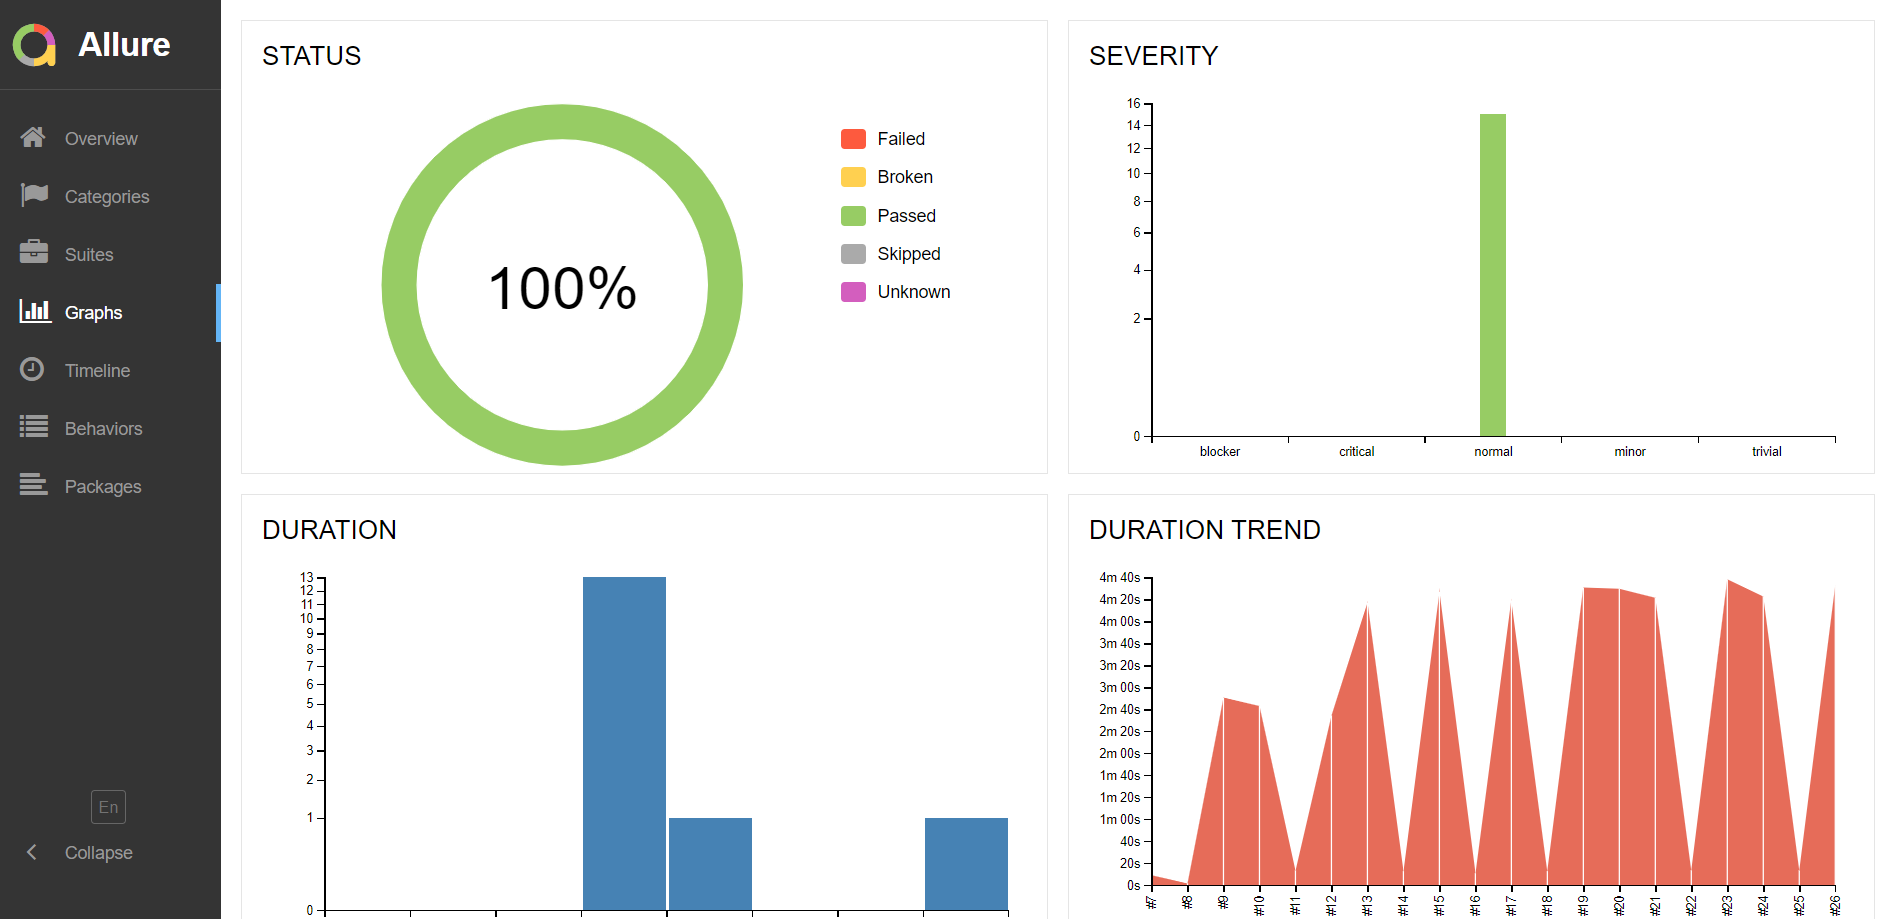 Allure
Overview
Categories
Suites
Graphs
Timeline
Behaviors
Packages
En
Collapse
STATUS
100%
Failed
Broken
Passed
Skipped
Unknown
SEVERITY
16
14
12
10
8
6
4
2
0
blocker critical normal minor trivial
DURATION
13
12
11
10
9
8
7
6
5
4
3
2
1
0
DURATION TREND
4m 40s
4m 20s
4m 00s
3m 40s
3m 20s
3m 00s
2m 40s
2m 20s
2m 00s
1m 40s
1m 20s
1m 00s
40s
20s
0s
#7 #8 #9 #10 #11 #12 #13 #14 #15 #16 #17 #18 #19 #20 #21 #22 #23 #24 #25 #26